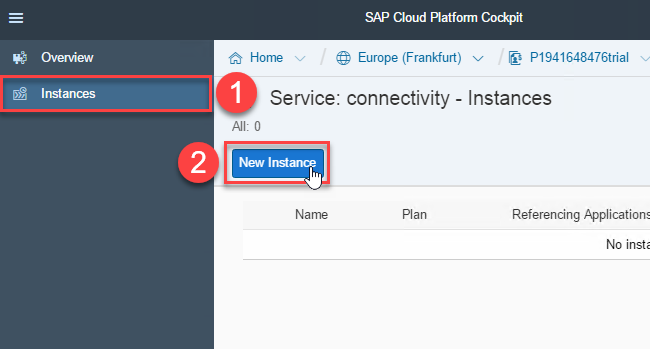 SAP Cloud Platform Cockpit
Overview
Home / Europe (Frankfurt) / P1941648476trial
Instances
1
Service: connectivity - Instances
All: 0
2
New Instance
Name Plan Referencing Applications
No